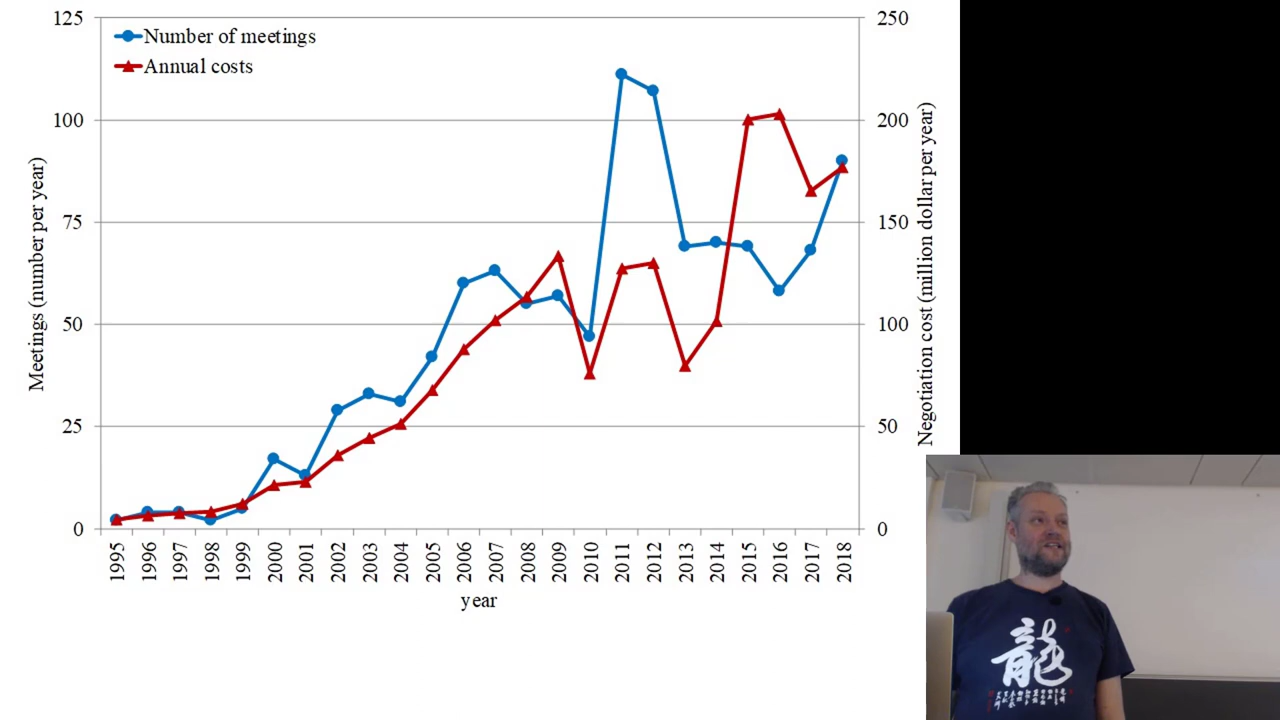 125
250
Number of meetings
Annual costs
100
200
75
150
50
100
25
50
0
0
Meetings (number per year)
Negotiation cost (million dollar per year)
1995 1996 1997 1998 1999 2000 2001 2002 2003 2004 2005 2006 2007 2008 2009 2010 2011 2012 2013 2014 2015 2016 2017 2018
year
龍